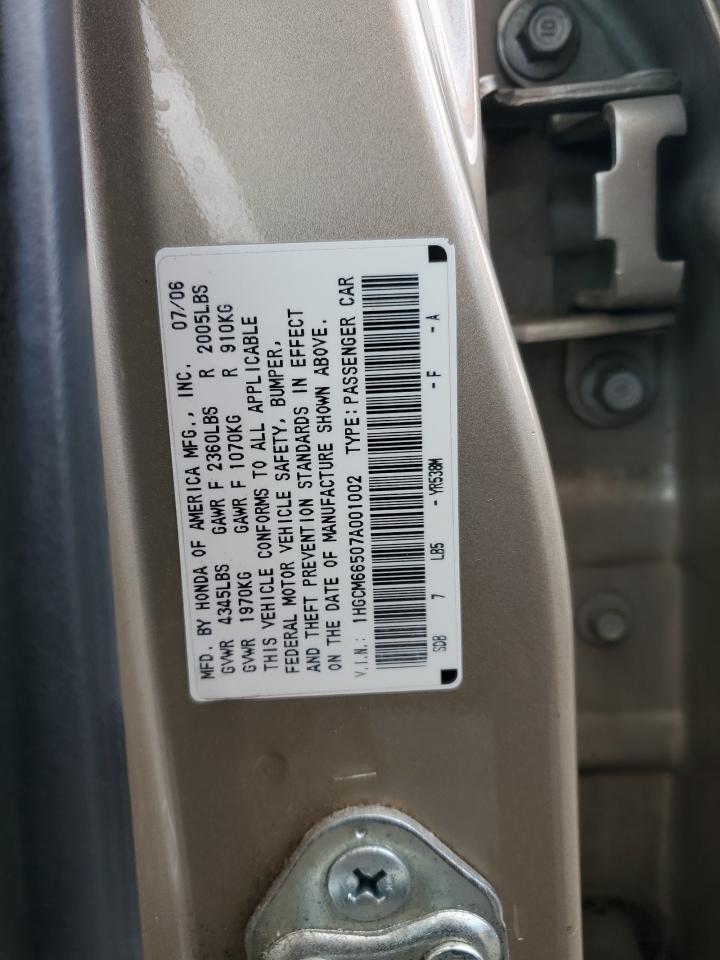 MFD. BY HONDA OF AMERICA MFG., INC. 07/06
GVWR 4345LBS GAWR F 2360LBS R 2005LBS
GVWR 1970KG GAWR F 1070KG R 910KG
THIS VEHICLE CONFORMS TO ALL APPLICABLE
FEDERAL MOTOR VEHICLE SAFETY, BUMPER,
AND THEFT PREVENTION STANDARDS IN EFFECT
ON THE DATE OF MANUFACTURE SHOWN ABOVE.
V.I.N.: 1HGCM66507A001002 TYPE: PASSENGER CAR
SDB 7 LB5 - YR538M - F - A
10